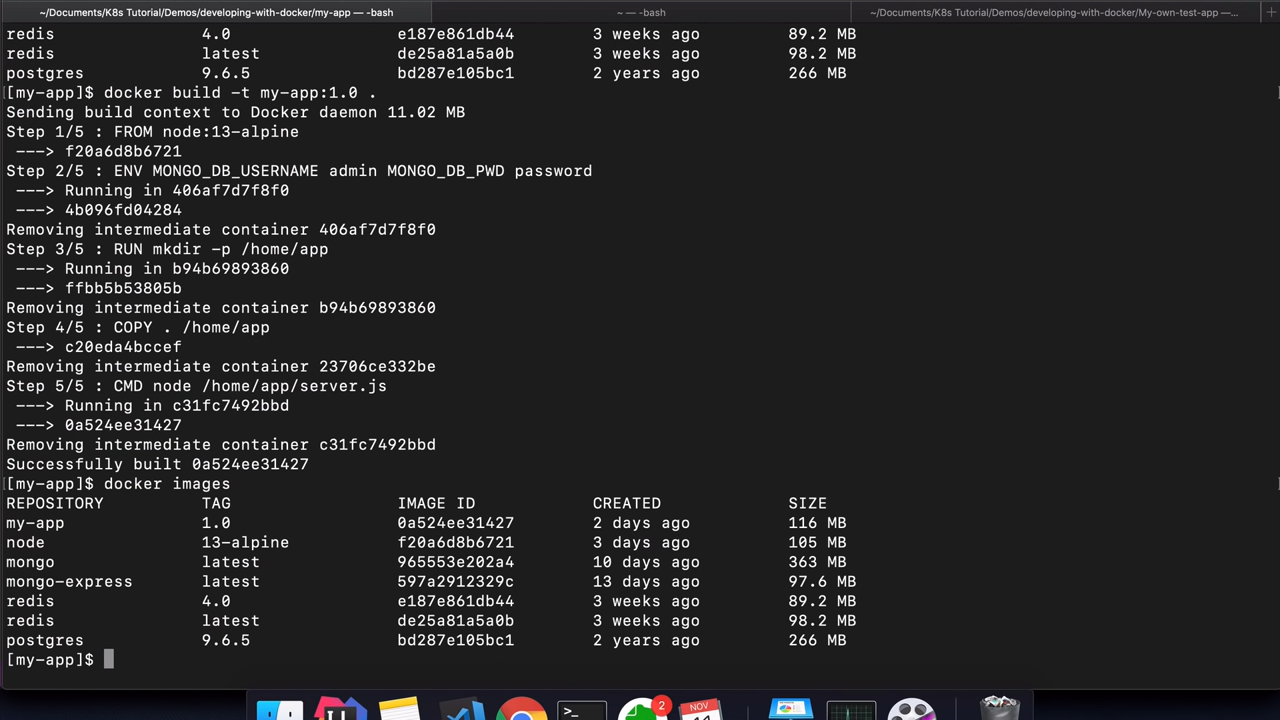 ~/Documents/K8s Tutorial/Demos/developing-with-docker/my-app — -bash
~ — -bash
~/Documents/K8s Tutorial/Demos/developing-with-docker/My-own-test-app —...
redis 4.0 e187e861db44 3 weeks ago 89.2 MB
redis latest de25a81a5a0b 3 weeks ago 98.2 MB
postgres 9.6.5 bd287e105bc1 2 years ago 266 MB
[my-app]$ docker build -t my-app:1.0 .
Sending build context to Docker daemon 11.02 MB
Step 1/5 : FROM node:13-alpine
---> f20a6d8b6721
Step 2/5 : ENV MONGO_DB_USERNAME admin MONGO_DB_PWD password
---> Running in 406af7d7f8f0
---> 4b096fd04284
Removing intermediate container 406af7d7f8f0
Step 3/5 : RUN mkdir -p /home/app
---> Running in b94b69893860
---> ffbb5b53805b
Removing intermediate container b94b69893860
Step 4/5 : COPY . /home/app
---> c20eda4bccef
Removing intermediate container 23706ce332be
Step 5/5 : CMD node /home/app/server.js
---> Running in c31fc7492bbd
---> 0a524ee31427
Removing intermediate container c31fc7492bbd
Successfully built 0a524ee31427
[my-app]$ docker images
REPOSITORY TAG IMAGE ID CREATED SIZE
my-app 1.0 0a524ee31427 2 days ago 116 MB
node 13-alpine f20a6d8b6721 3 days ago 105 MB
mongo latest 965553e202a4 10 days ago 363 MB
mongo-express latest 597a2912329c 13 days ago 97.6 MB
redis 4.0 e187e861db44 3 weeks ago 89.2 MB
redis latest de25a81a5a0b 3 weeks ago 98.2 MB
postgres 9.6.5 bd287e105bc1 2 years ago 266 MB
[my-app]$
>_
2
NOV